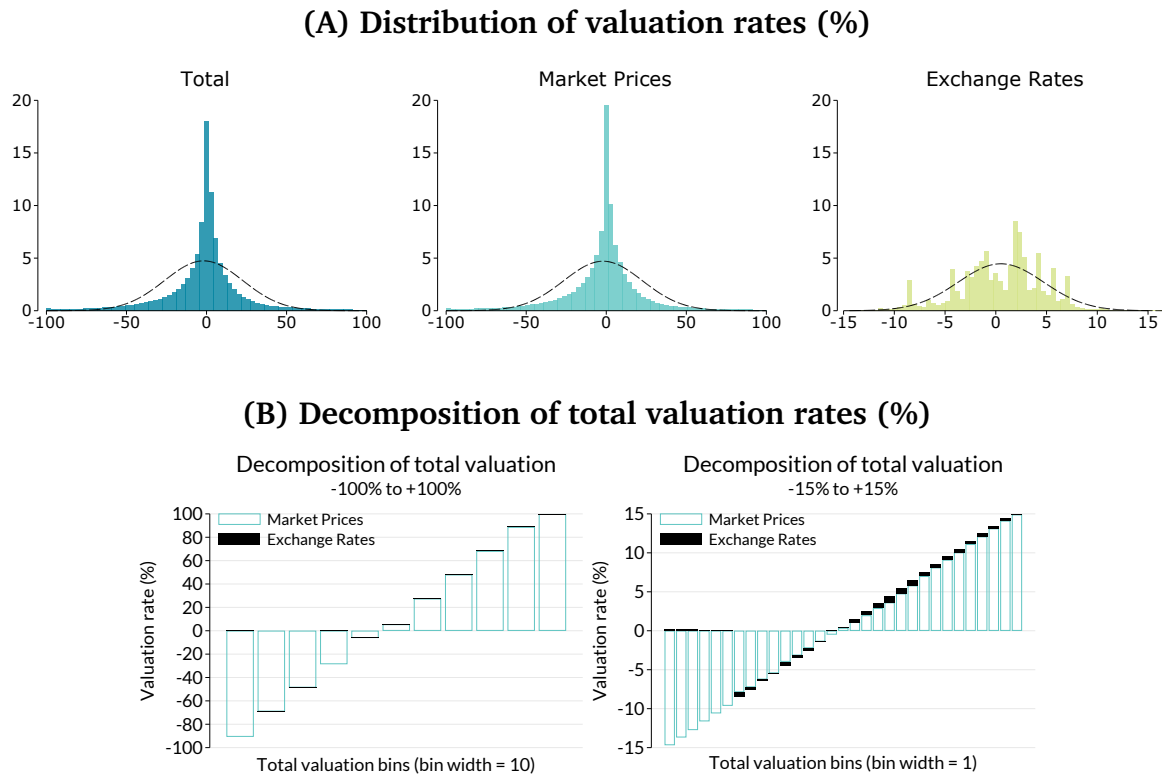 (A) Distribution of valuation rates (%)
Total
Market Prices
Exchange Rates
20
15
10
5
0
-100
-50
0
50
100
20
15
10
5
0
-100
-50
0
50
100
20
15
10
5
0
-15
-10
-5
0
5
10
15
(B) Decomposition of total valuation rates (%)
Decomposition of total valuation
-100% to +100%
Market Prices
Exchange Rates
Valuation rate (%)
100
80
60
40
20
0
-20
-40
-60
-80
-100
Total valuation bins (bin width = 10)
Decomposition of total valuation
-15% to +15%
Market Prices
Exchange Rates
Valuation rate (%)
15
10
5
0
-5
-10
-15
Total valuation bins (bin width = 1)